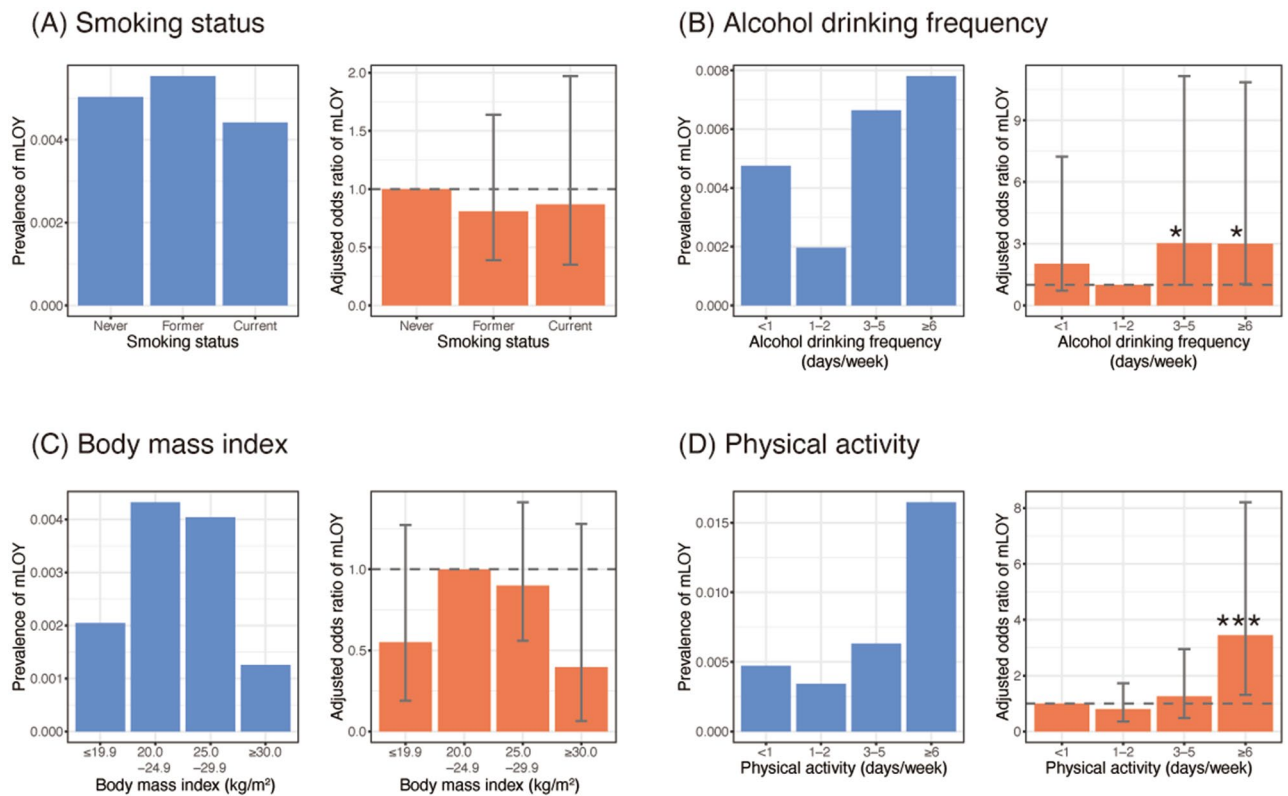 (A) Smoking status
Prevalence of mLOY
0.004
0.002
0.000
Never Former Current
Smoking status
Adjusted odds ratio of mLOY
2.0
1.5
1.0
0.5
0.0
Never Former Current
Smoking status
(B) Alcohol drinking frequency
Prevalence of mLOY
0.008
0.006
0.004
0.002
0.000
<1 1–2 3–5 ≥6
Alcohol drinking frequency
(days/week)
Adjusted odds ratio of mLOY
9
6
3
0
* *
<1 1–2 3–5 ≥6
Alcohol drinking frequency
(days/week)
(C) Body mass index
Prevalence of mLOY
0.004
0.003
0.002
0.001
0.000
≤19.9 20.0 25.0 ≥30.0
–24.9 –29.9
Body mass index (kg/m²)
Adjusted odds ratio of mLOY
1.0
0.5
0.0
≤19.9 20.0 25.0 ≥30.0
–24.9 –29.9
Body mass index (kg/m²)
(D) Physical activity
Prevalence of mLOY
0.015
0.010
0.005
0.000
<1 1–2 3–5 ≥6
Physical activity (days/week)
Adjusted odds ratio of mLOY
8
6
4
2
0
***
<1 1–2 3–5 ≥6
Physical activity (days/week)